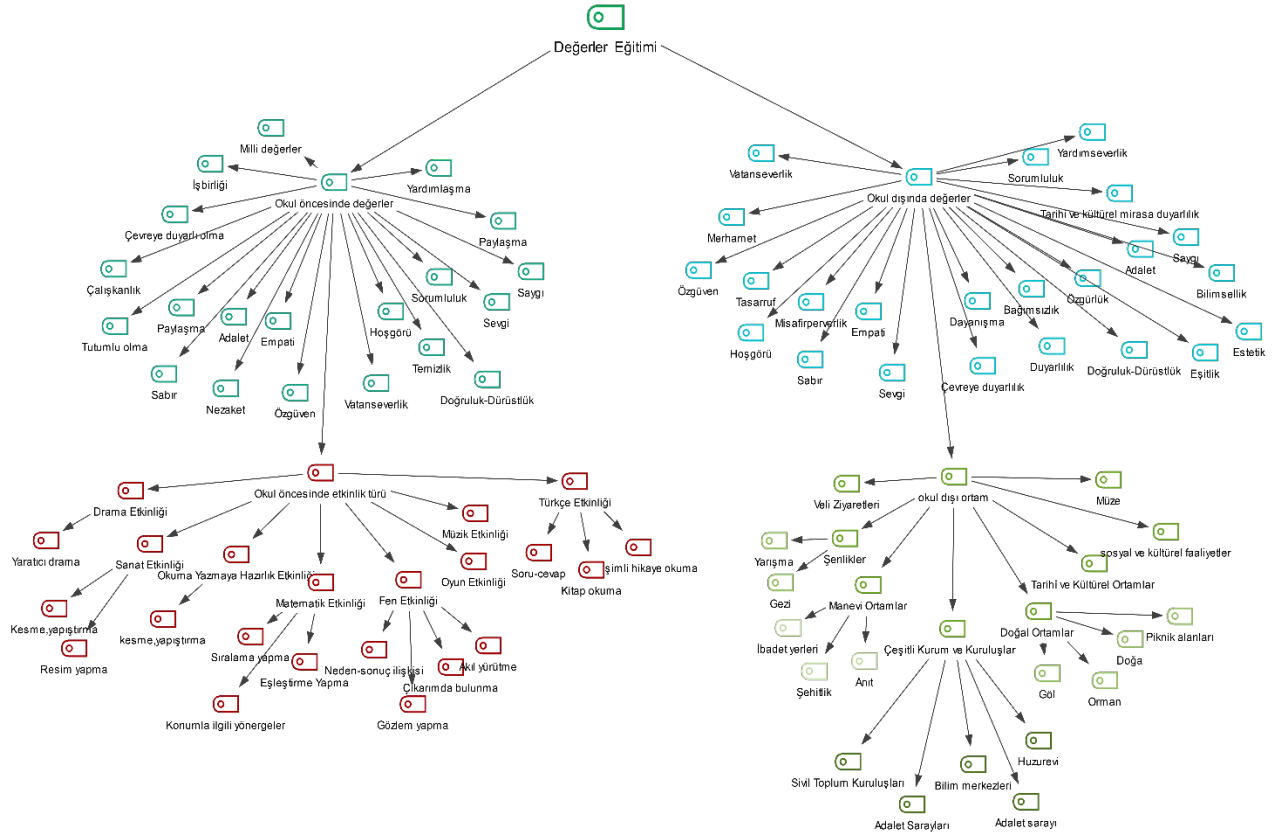 Değerler Eğitimi
Milli değerler
İşbirliği
Yardımlaşma
Okul öncesinde değerler
Çevreye duyarlı olma
Paylaşma
Çalışkanlık
Saygı
Sorumluluk
Sevgi
Paylaşma
Adalet
Empati
Hoşgörü
Tutumlu olma
Temizlik
Sabır
Nezaket
Özgüven
Vatanseverlik
Doğruluk-Dürüstlük
Yardımseverlik
Vatanseverlik
Sorumluluk
Okul dışında değerler
Tarihi ve kültürel mirasa duyarlılık
Merhamet
Saygı
Adalet
Özgüven
Tasarruf
Bilimsellik
Misafirperverlik
Empati
Dayanışma
Bağımsızlık
Özgürlük
Hoşgörü
Estetik
Sabır
Sevgi
Çevreye duyarlılık
Duyarlılık
Doğruluk-Dürüstlük
Eşitlik
Okul öncesinde etkinlik türü
Türkçe Etkinliği
Drama Etkinliği
Müzik Etkinliği
Yaratıcı drama
Sanat Etkinliği
Okuma Yazmaya Hazırlık Etkinliği
Oyun Etkinliği
Soru-cevap
Kitap okuma
şimli hikaye okuma
Matematik Etkinliği
Fen Etkinliği
Kesme,yapıştırma
kesme,yapıştırma
Resim yapma
Sıralama yapma
Eşleştirme Yapma
Neden-sonuç ilişkisi
Çıkarımda bulunma
Akıl yürütme
Konumla ilgili yönergeler
Gözlem yapma
okul dışı ortam
Veli Ziyaretleri
Müze
Yarışma
Şenlikler
sosyal ve kültürel faaliyetler
Tarihî ve Kültürel Ortamlar
Gezi
Manevi Ortamlar
Doğal Ortamlar
Piknik alanları
İbadet yerleri
Çeşitli Kurum ve Kuruluşlar
Doğa
Şehitlik
Anıt
Göl
Orman
Huzurevi
Sivil Toplum Kuruluşları
Bilim merkezleri
Adalet Sarayları
Adalet sarayı